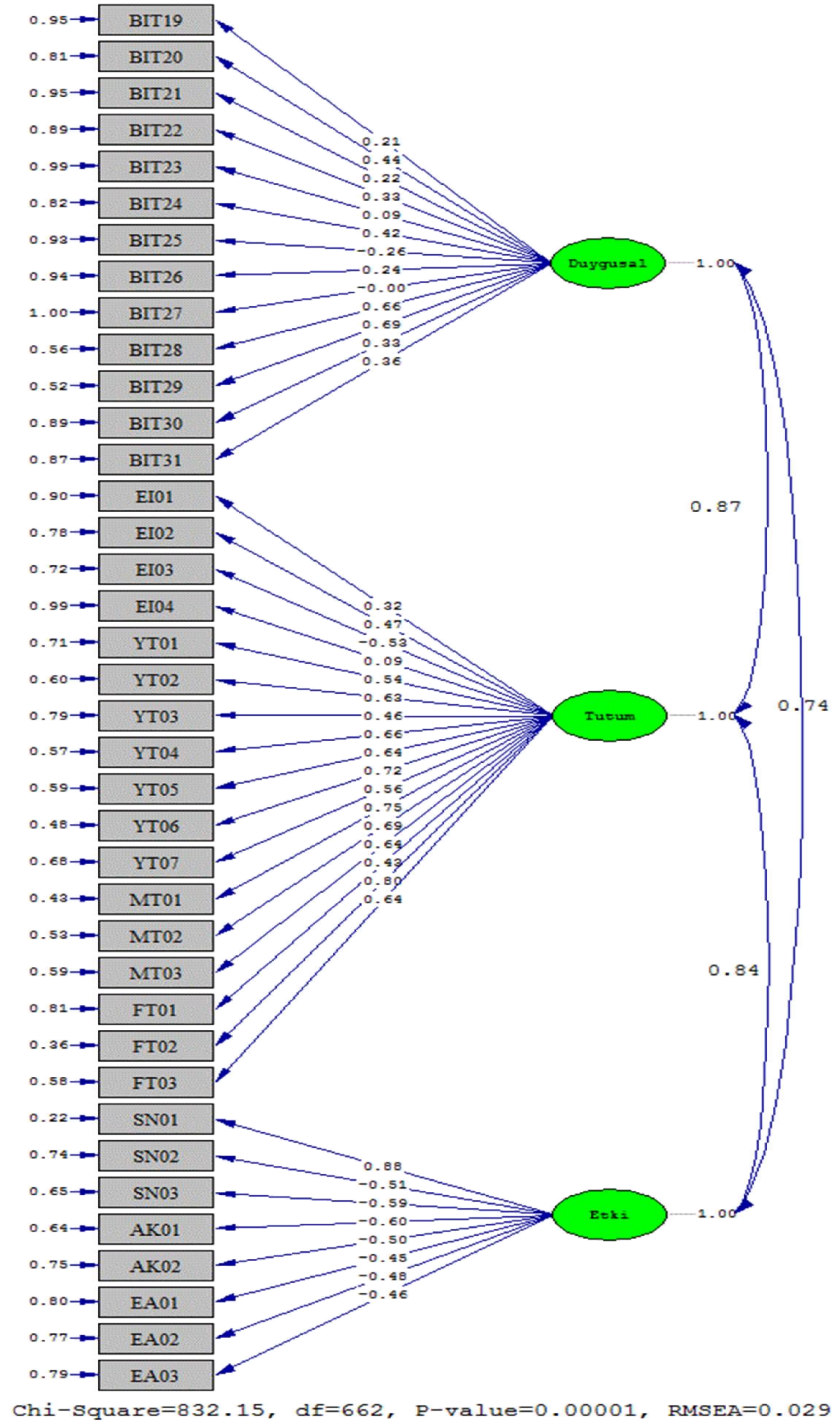 0.95 BIT19
0.81 BIT20
0.95 BIT21
0.89 BIT22
0.99 BIT23
0.82 BIT24
0.93 BIT25
0.94 BIT26
1.00 BIT27
0.56 BIT28
0.52 BIT29
0.89 BIT30
0.87 BIT31
0.21
0.44
0.22
0.33
0.09
0.42
-0.26
0.24
-0.00
0.66
0.69
0.33
0.36
Duygusal 1.00
0.87
0.90 EI01
0.78 EI02
0.72 EI03
0.99 EI04
0.71 YT01
0.60 YT02
0.79 YT03
0.57 YT04
0.59 YT05
0.48 YT06
0.68 YT07
0.43 MT01
0.53 MT02
0.59 MT03
0.81 FT01
0.36 FT02
0.58 FT03
0.32
0.47
-0.53
0.09
0.54
0.63
0.46
0.66
0.64
0.72
0.56
0.75
0.69
0.64
0.43
0.80
0.64
Tutum 1.00
0.74
0.84
0.22 SN01
0.74 SN02
0.65 SN03
0.64 AK01
0.75 AK02
0.80 EA01
0.77 EA02
0.79 EA03
0.88
-0.51
-0.59
-0.60
-0.50
-0.45
-0.48
-0.46
Etki 1.00
Chi-Square=832.15, df=662, P-value=0.00001, RMSEA=0.029